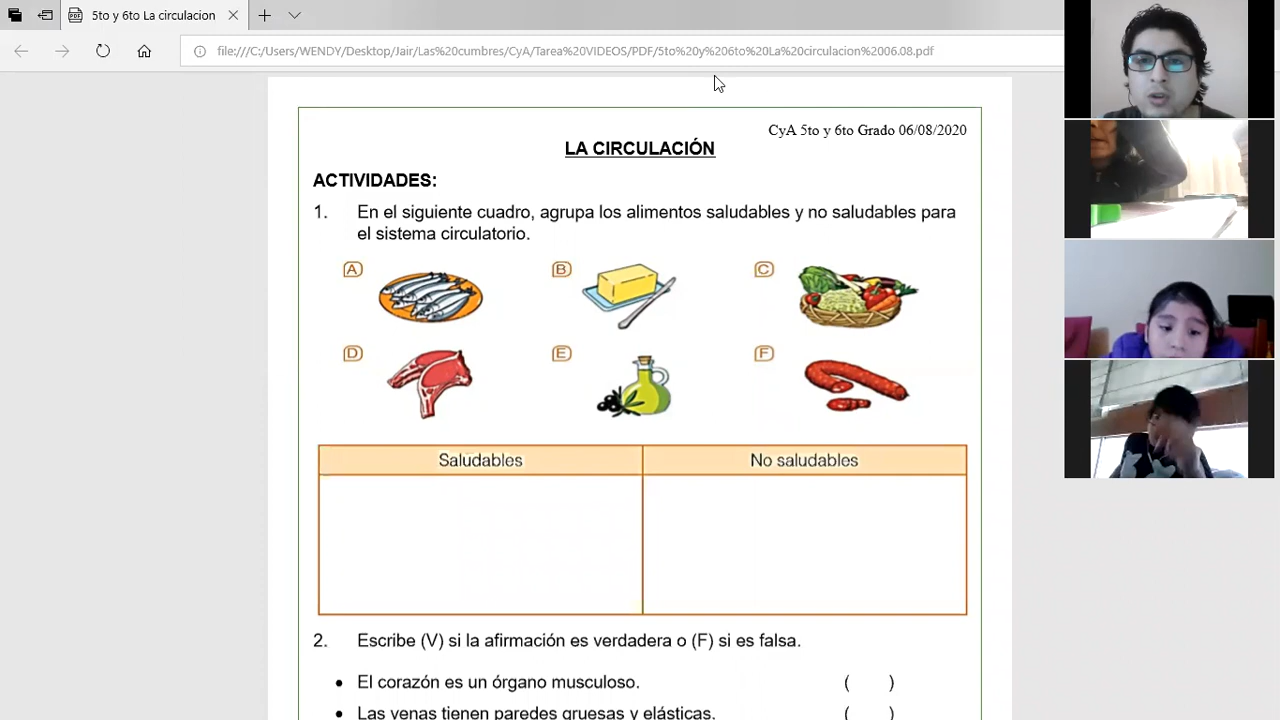 5to y 6to La circulacion
file:///C:/Users/WENDY/Desktop/Jair/Las%20cumbres/CyA/Tarea%20VIDEOS/PDF/5to%20y%206to%20La%20circulacion%2006.08.pdf
CyA 5to y 6to Grado 06/08/2020
LA CIRCULACIÓN
ACTIVIDADES:
1. En el siguiente cuadro, agrupa los alimentos saludables y no saludables para
el sistema circulatorio.
A B C
D E F
Saludables No saludables
2. Escribe (V) si la afirmación es verdadera o (F) si es falsa.
• El corazón es un órgano musculoso. ( )
• Las venas tienen paredes gruesas y elásticas. ( )